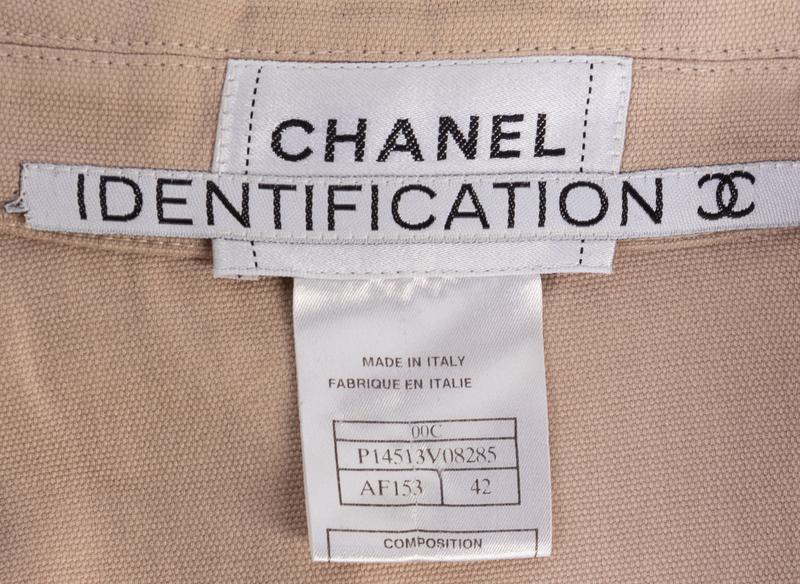 CHANEL
IDENTIFICATION
MADE IN ITALY
FABRIQUE EN ITALIE
00C
P14513V08285
AF153 42
COMPOSITION